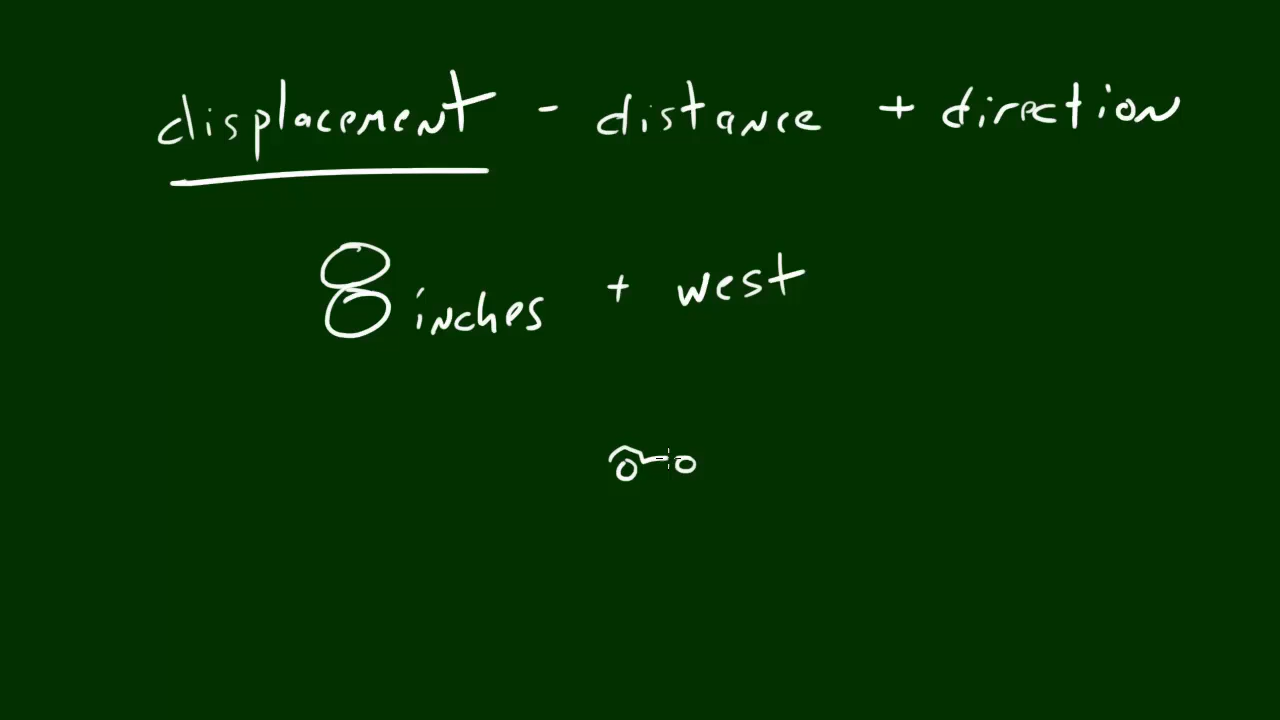 displacement - distance + direction
8 inches + west